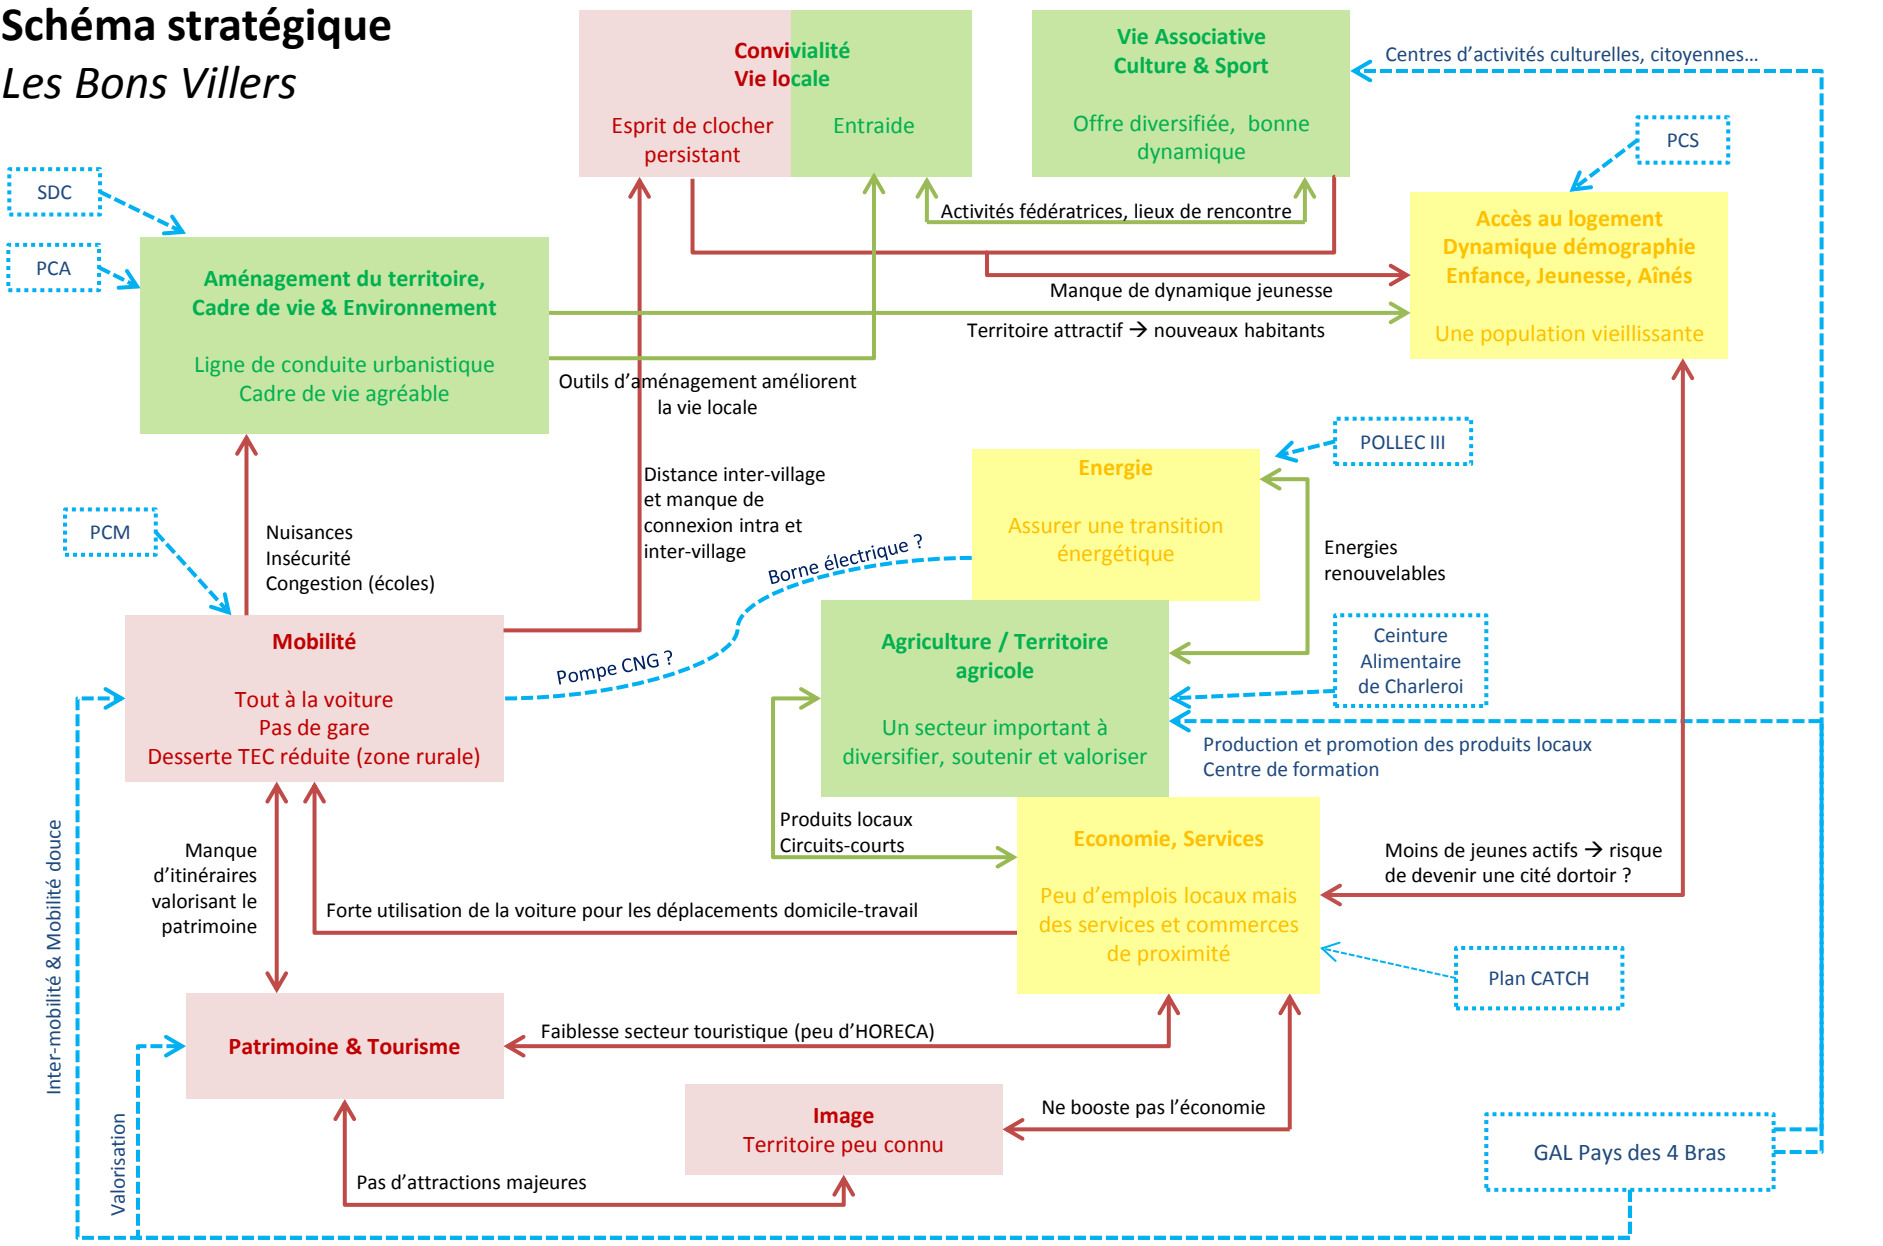 Schéma stratégique
Les Bons Villers
Convivialité
Vie locale
Esprit de clocher
persistant
Entraide
Vie Associative
Culture & Sport
Offre diversifiée, bonne
dynamique
Centres d’activités culturelles, citoyennes…
PCS
SDC
PCA
Activités fédératrices, lieux de rencontre
Accès au logement
Dynamique démographie
Enfance, Jeunesse, Aînés
Une population vieillissante
Aménagement du territoire,
Cadre de vie & Environnement
Ligne de conduite urbanistique
Cadre de vie agréable
Manque de dynamique jeunesse
Territoire attractif → nouveaux habitants
Outils d’aménagement améliorent
la vie locale
POLLEC III
Energie
Assurer une transition
énergétique
Distance inter-village
et manque de
connexion intra et
inter-village
PCM
Nuisances
Insécurité
Congestion (écoles)
Borne électrique ?
Pompe CNG ?
Energies
renouvelables
Mobilité
Tout à la voiture
Pas de gare
Desserte TEC réduite (zone rurale)
Agriculture / Territoire
agricole
Un secteur important à
diversifier, soutenir et valoriser
Ceinture
Alimentaire
de Charleroi
Production et promotion des produits locaux
Centre de formation
Produits locaux
Circuits-courts
Economie, Services
Peu d’emplois locaux mais
des services et commerces
de proximité
Moins de jeunes actifs → risque
de devenir une cité dortoir ?
Manque
d’itinéraires
valorisant le
patrimoine
Forte utilisation de la voiture pour les déplacements domicile-travail
Inter-mobilité & Mobilité douce
Plan CATCH
Patrimoine & Tourisme
Faiblesse secteur touristique (peu d’HORECA)
Image
Territoire peu connu
Ne booste pas l’économie
Valorisation
Pas d’attractions majeures
GAL Pays des 4 Bras